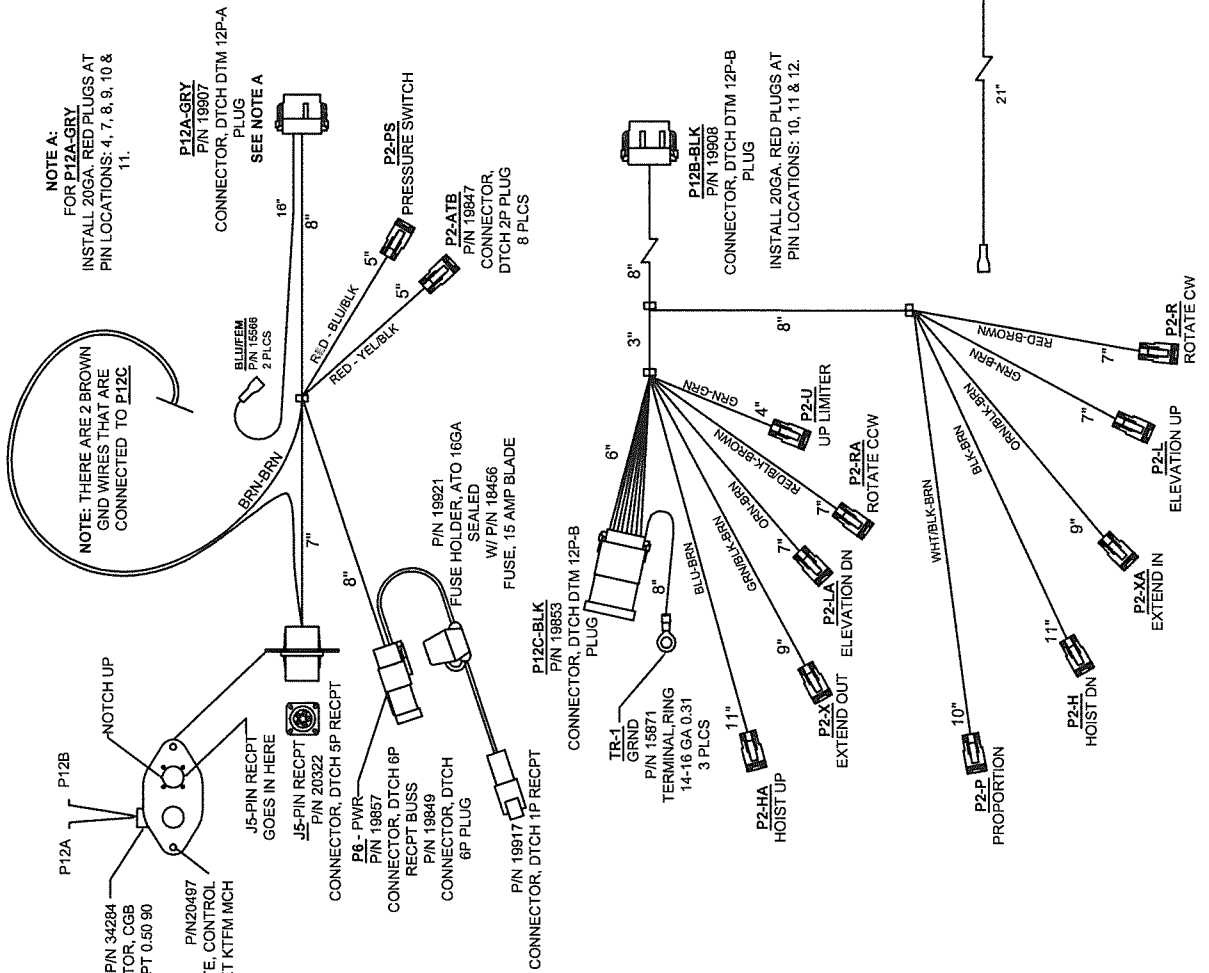 NOTE A:
FOR P12A-GRY
INSTALL 20GA. RED PLUGS AT
PIN LOCATIONS: 4, 7, 8, 9, 10 &
11.
P12A-GRY
P/N 19907
CONNECTOR, DTCH DTM 12P-A
PLUG
SEE NOTE A
NOTE: THERE ARE 2 BROWN
GND WIRES THAT ARE
CONNECTED TO P12C
BLU/FEM
P/N 15566
2 PLCS
16"
8"
P2-PS
PRESSURE SWITCH
5"
RED - BLU/BLK
P2-ATB
P/N 19847
CONNECTOR,
DTCH 2P PLUG
8 PLCS
5"
RED - YEL/BLK
BRN-BRN
7"
8"
P12A
P12B
NOTCH UP
P/N 34284
TOR, CGB
PT 0.50 90
P/N20497
TE, CONTROL
ET KTFM MCH
J5-PIN RECPT
GOES IN HERE
J5-PIN RECPT
P/N 20322
CONNECTOR, DTCH 5P RECPT
P6 - PWR
P/N 19857
CONNECTOR, DTCH 6P
RECPT BUSS
P/N 19849
CONNECTOR, DTCH
6P PLUG
P/N 19921
FUSE HOLDER, ATO 16GA
SEALED
W/ P/N 18456
FUSE, 15 AMP BLADE
P/N 19917
CONNECTOR, DTCH 1P RECPT
P12B-BLK
P/N 19908
CONNECTOR, DTCH DTM 12P-B
PLUG
INSTALL 20GA. RED PLUGS AT
PIN LOCATIONS: 10, 11 & 12.
8"
3"
8"
6"
P12C-BLK
P/N 19853
CONNECTOR, DTCH DTM 12P-B
PLUG
TR-1
GRND
P/N 15871
TERMINAL,RING
14-16 GA 0.31
3 PLCS
8"
GRN-GRN
4"
P2-U
UP LIMITER
RED/BLK-BROWN
7"
P2-RA
ROTATE CCW
ORN-BRN
7"
P2-LA
ELEVATION DN
GRN/BLK-BRN
9"
P2-X
EXTEND OUT
BLU-BRN
11"
P2-HA
HOIST UP
RED-BROWN
7"
P2-R
ROTATE CW
GRN-BRN
7"
P2-L
ELEVATION UP
ORN/BLK-BRN
9"
P2-XA
EXTEND IN
BLK-BRN
11"
P2-H
HOIST DN
WHT/BLK-BRN
10"
P2-P
PROPORTION
21"